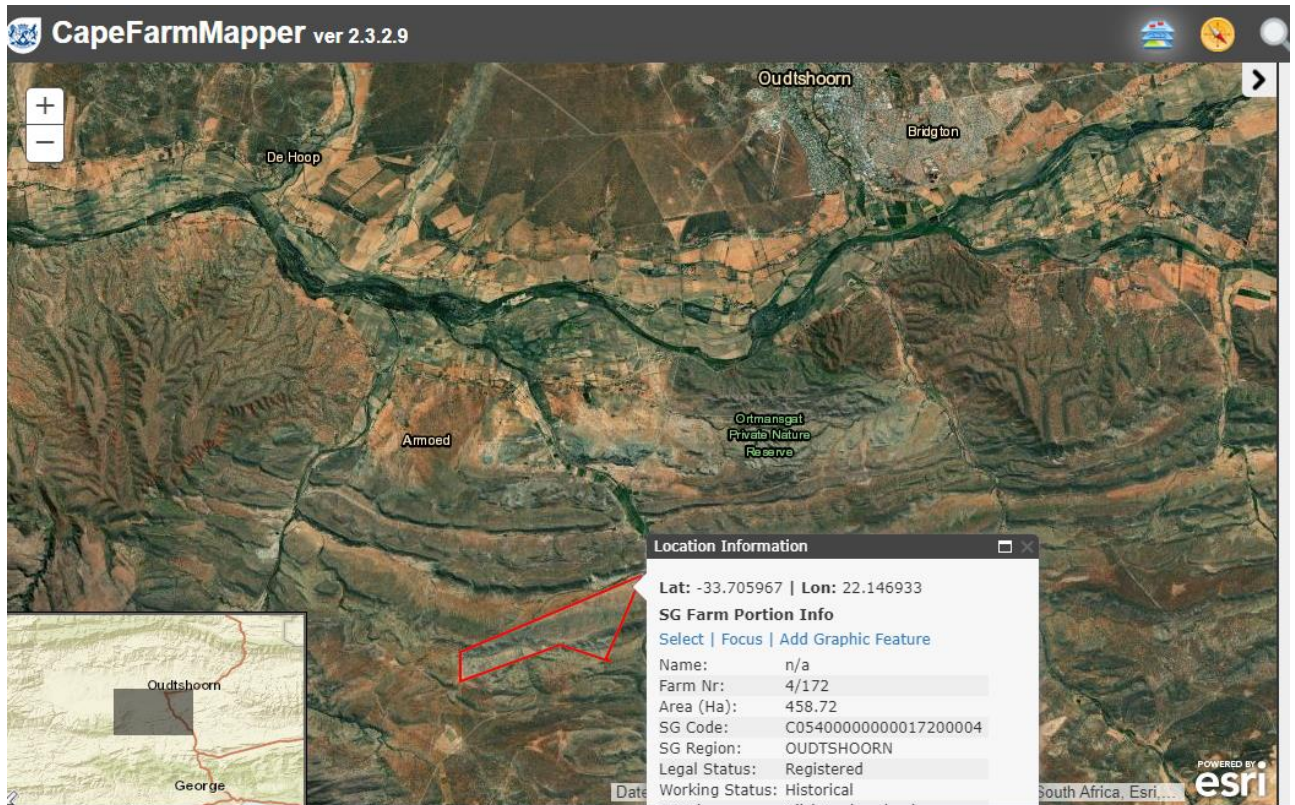 CapeFarmMapper ver 2.3.2.9
+
−
Oudtshoorn
Bridgton
De Hoop
Armoed
Ortmansgat
Private Nature
Reserve
Location Information
Lat: -33.705967 | Lon: 22.146933
SG Farm Portion Info
Select | Focus | Add Graphic Feature
Name: n/a
Farm Nr: 4/172
Area (Ha): 458.72
SG Code: C05400000000017200004
SG Region: OUDTSHOORN
Legal Status: Registered
Working Status: Historical
Oudtshoorn
George
Date
South Africa, Esri,...
POWERED BY
esri